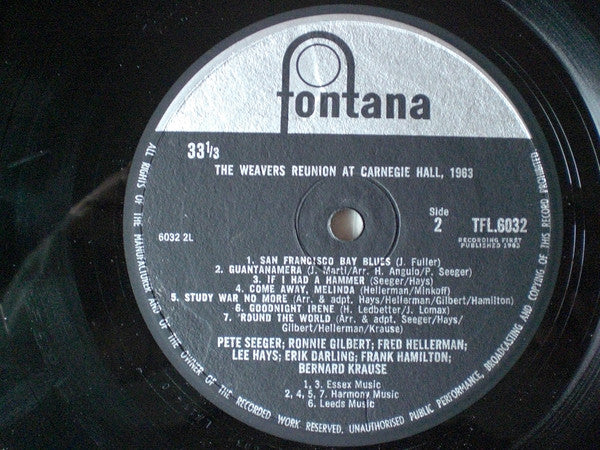 fontana
33 1/3
THE WEAVERS REUNION AT CARNEGIE HALL, 1963
Side
2
TFL.6032
RECORDING FIRST
PUBLISHED 1963
6032 2L
1. SAN FRANCISCO BAY BLUES (J. Fuller)
2. GUANTANAMERA (J. Marti/Arr. H. Angulo/P. Seeger)
3. IF I HAD A HAMMER (Seeger/Hays)
4. COME AWAY, MELINDA (Hellerman/Minkoff)
5. STUDY WAR NO MORE (Arr. & adpt. Hays/Hellerman/Gilbert/Hamilton)
6. GOODNIGHT IRENE (H. Ledbetter/J. Lomax)
7. 'ROUND THE WORLD (Arr. & adpt. Seeger/Hays/
Gilbert/Hellerman/Krause)
PETE SEEGER; RONNIE GILBERT; FRED HELLERMAN;
LEE HAYS; ERIK DARLING; FRANK HAMILTON;
BERNARD KRAUSE
1, 3. Essex Music
2, 4, 5, 7. Harmony Music
6. Leeds Music
ALL RIGHTS OF THE MANUFACTURER AND OF THE OWNER OF THE RECORDED WORK RESERVED. UNAUTHORISED PUBLIC PERFORMANCE, BROADCASTING AND COPYING OF THIS RECORD PROHIBITED.